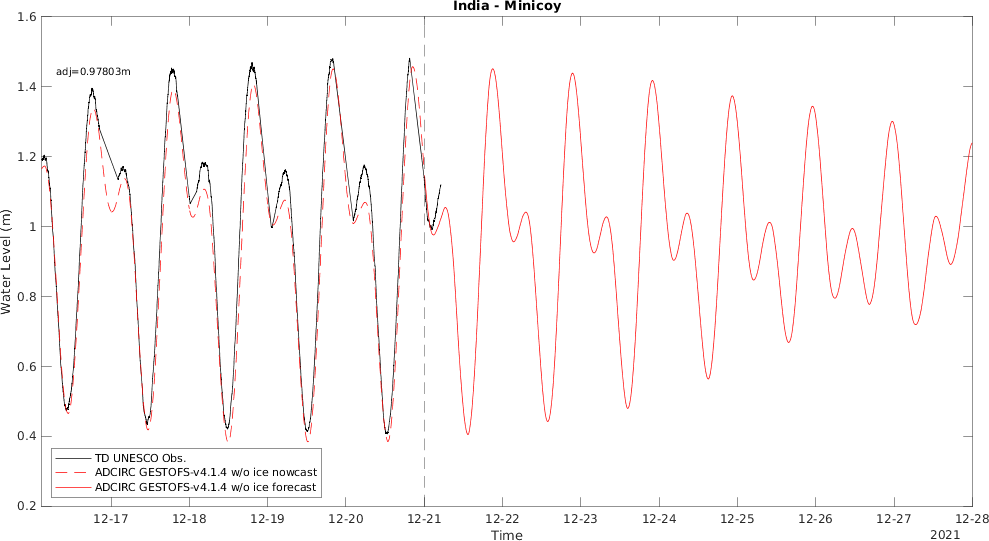 India - Minicoy
adj=0.97803m
1.6
1.4
1.2
1
0.8
0.6
0.4
0.2
Water Level (m)
TD UNESCO Obs.
ADCIRC GESTOFS-v4.1.4 w/o ice nowcast
ADCIRC GESTOFS-v4.1.4 w/o ice forecast
12-17 12-18 12-19 12-20 12-21 12-22 12-23 12-24 12-25 12-26 12-27 12-28
Time
2021